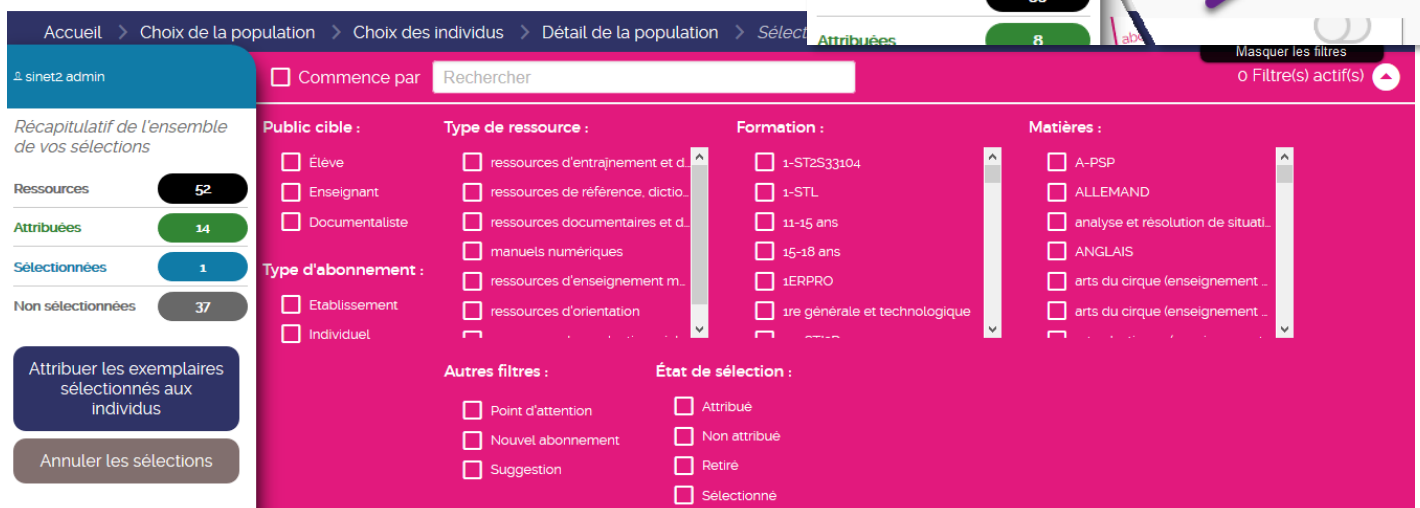 Attribuées 8
abo
Accueil > Choix de la population > Choix des individus > Détail de la population > Sélect
Masquer les filtres
sinet2 admin
Commence par Rechercher
0 Filtre(s) actif(s)
Récapitulatif de l'ensemble
de vos sélections
Ressources 52
Attribuées 14
Sélectionnées 1
Non sélectionnées 37
Attribuer les exemplaires
sélectionnés aux
individus
Annuler les sélections
Public cible :
Élève
Enseignant
Documentaliste
Type d'abonnement :
Etablissement
Individuel
Type de ressource :
ressources d'entraînement et d...
ressources de référence, dictio...
ressources documentaires et d...
manuels numériques
ressources d'enseignement m...
ressources d'orientation
Formation :
1-ST2S33104
1-STL
11-15 ans
15-18 ans
1ERPRO
1re générale et technologique
Matières :
A-PSP
ALLEMAND
analyse et résolution de situati...
ANGLAIS
arts du cirque (enseignement ...
arts du cirque (enseignement ...
Autres filtres :
Point d'attention
Nouvel abonnement
Suggestion
État de sélection :
Attribué
Non attribué
Retiré
Sélectionné